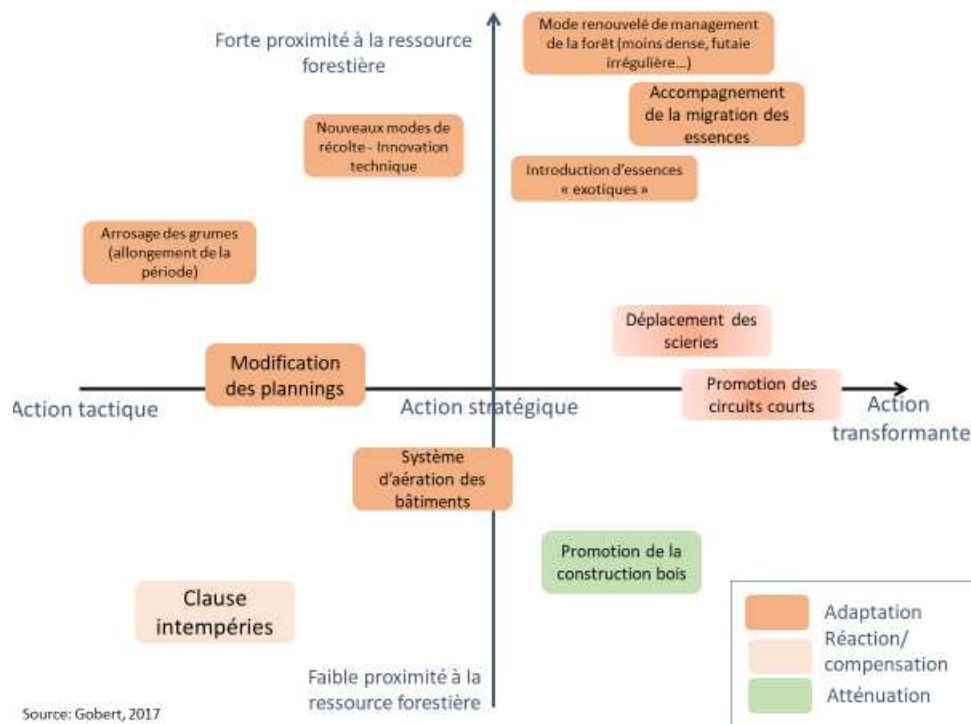 Forte proximité à la ressource
forestière
Mode renouvelé de management
de la forêt (moins dense, futaie
irrégulière...)
Accompagnement
de la migration des
essences
Nouveaux modes de
récolte - Innovation
technique
Introduction d'essences
« exotiques »
Arrosage des grumes
(allongement de la
période)
Déplacement des
scieries
Modification
des plannings
Promotion des
circuits courts
Action tactique
Action stratégique
Action
transformante
Système
d'aération des
bâtiments
Promotion de la
construction bois
Clause
intempéries
Adaptation
Réaction/
compensation
Atténuation
Faible proximité à la
ressource forestière
Source: Gobert, 2017